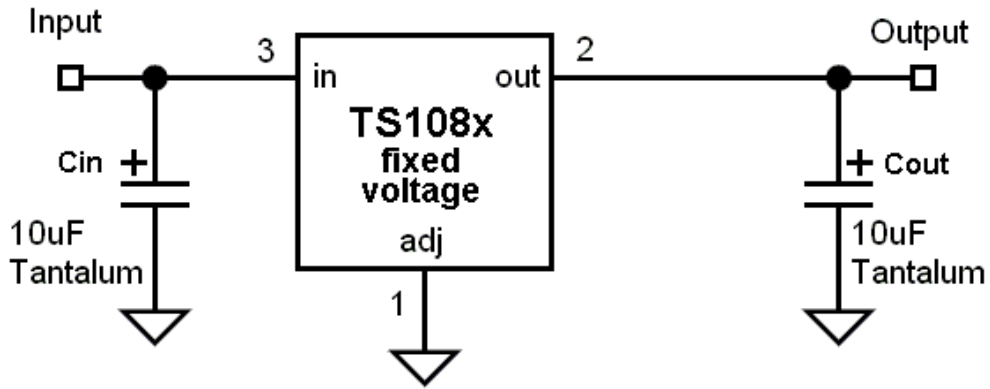 Input
Output
3
2
in
out
TS108x
fixed
voltage
adj
Cin +
+ Cout
10uF
Tantalum
10uF
Tantalum
1